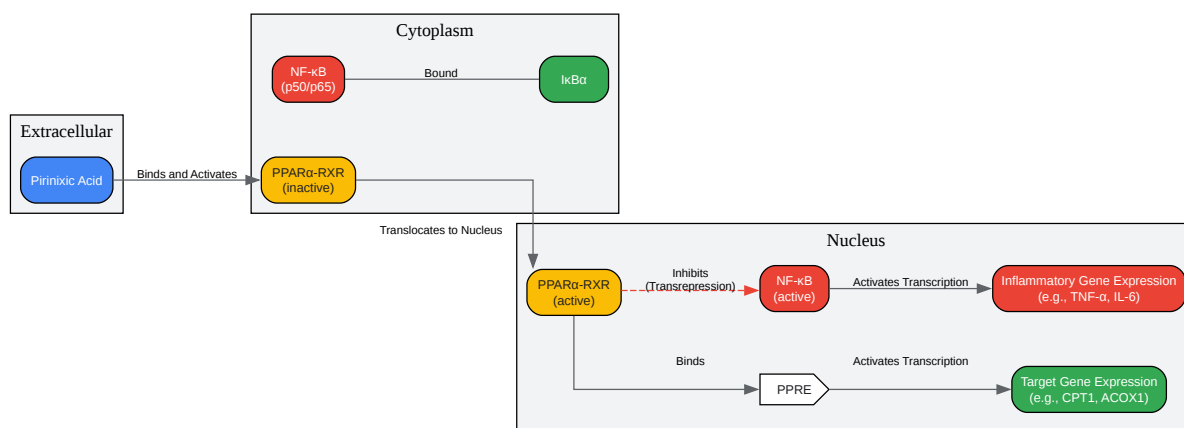 Cytoplasm
NF-κB
(p50/p65)
Bound
IκBα
Extracellular
Pirinixic Acid
Binds and Activates
PPARα-RXR
(inactive)
Translocates to Nucleus
Nucleus
PPARα-RXR
(active)
Inhibits
(Transrepression)
NF-κB
(active)
Activates Transcription
Inflammatory Gene Expression
(e.g., TNF-α, IL-6)
Binds
PPRE
Activates Transcription
Target Gene Expression
(e.g., CPT1, ACOX1)